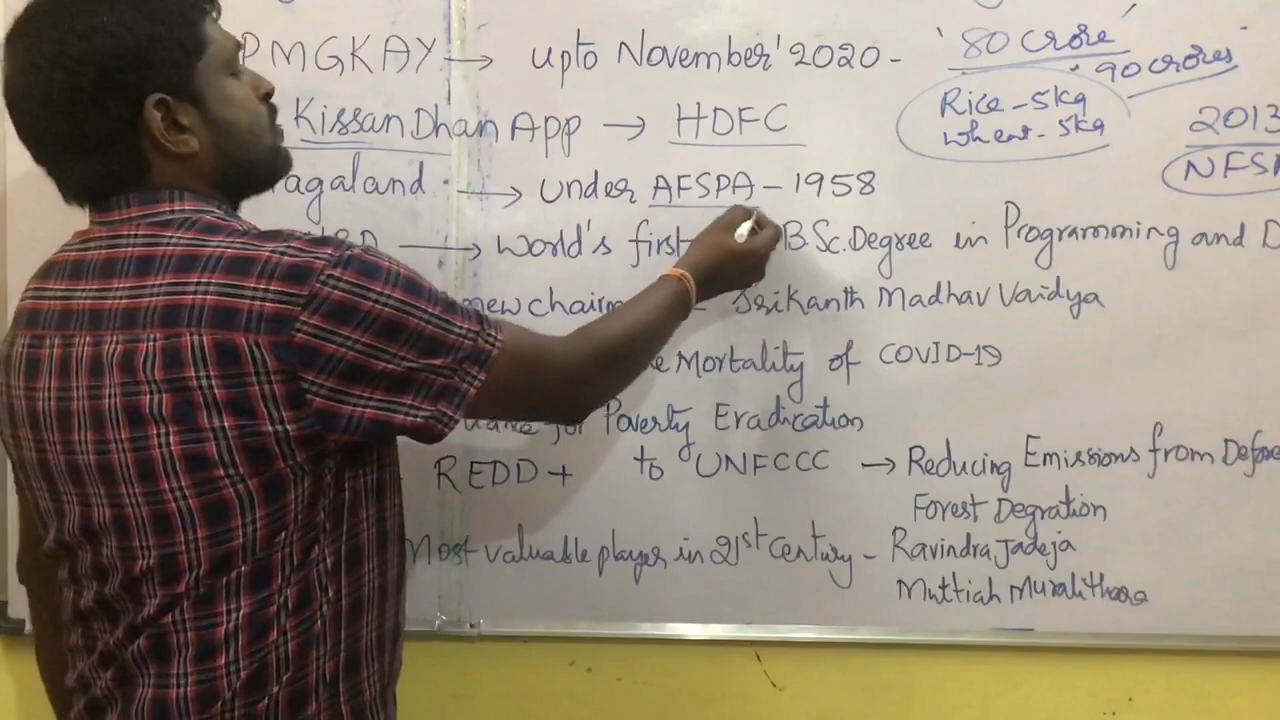 PMGKAY → upto November' 2020 - '80 Crore'
90 crores
Rice - 5kg
Wheat - 5kg
Kissan Dhan App → HDFC
2013
NFS
agaland → under AFSPA - 1958
→ World's first B.Sc. Degree in Programming and D
new chairm - Srikanth Madhav Vaidya
e Mortality of COVID-19
for Poverty Eradication
REDD+ to UNFCCC → Reducing Emissions from Defore
Forest Degration
Most valuable player in 21st Century - Ravindra Jadeja
Muttiah